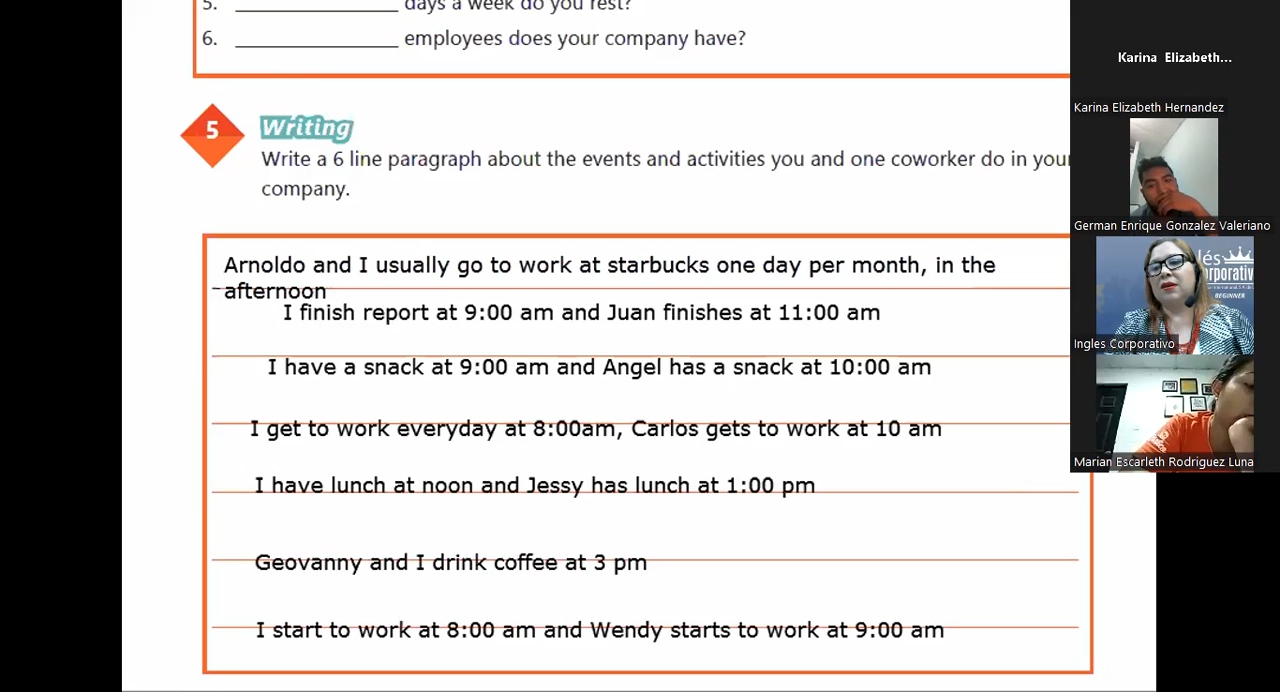 5. ______________ days a week do you rest?
6. ______________ employees does your company have?
5
Writing
Write a 6 line paragraph about the events and activities you and one coworker do in your
company.
Arnoldo and I usually go to work at starbucks one day per month, in the
afternoon
I finish report at 9:00 am and Juan finishes at 11:00 am
I have a snack at 9:00 am and Angel has a snack at 10:00 am
I get to work everyday at 8:00am, Carlos gets to work at 10 am
I have lunch at noon and Jessy has lunch at 1:00 pm
Geovanny and I drink coffee at 3 pm
I start to work at 8:00 am and Wendy starts to work at 9:00 am
Karina Elizabeth...
Karina Elizabeth Hernandez
German Enrique Gonzalez Valeriano
lés
orporativ
BEGINNER
Ingles Corporativo
Marian Escarleth Rodriguez Luna